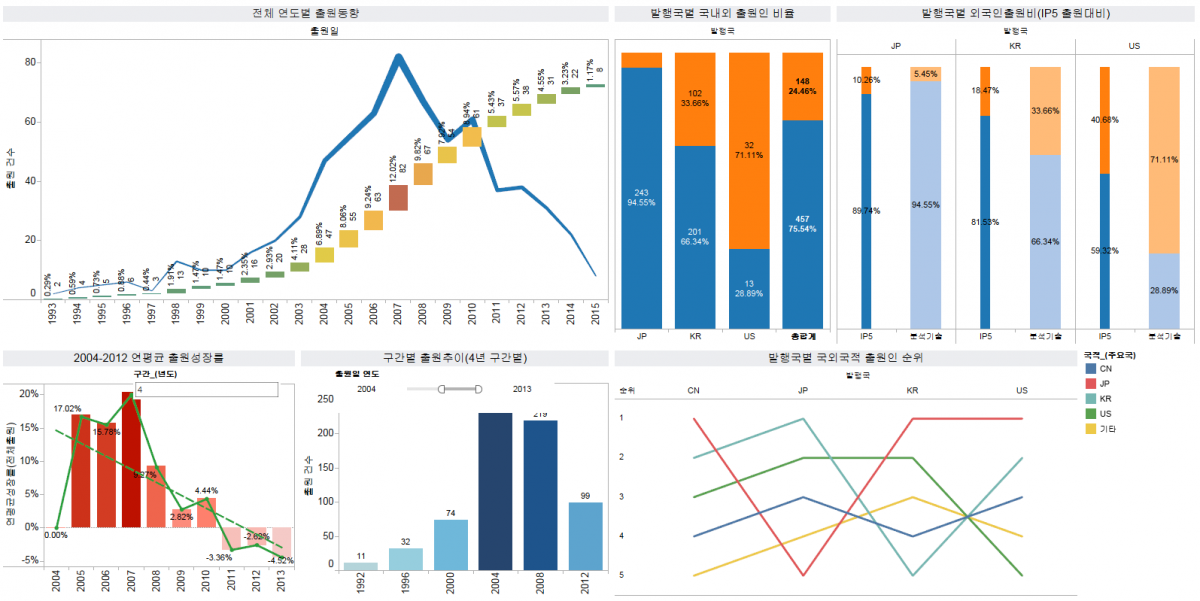 전체 연도별 출원동향
출원일
출원 건수
80
60
40
20
0
0.29% 2
0.59% 4
0.73% 5
0.88% 6
0.44% 3
1.91% 13
1.47% 10
1.47% 10
2.35% 16
2.93% 20
4.11% 28
6.89% 47
8.06% 55
9.24% 63
12.02% 82
9.82% 67
54
8.94% 61
5.43% 37
5.57% 38
4.55% 31
3.23% 22
1.17% 8
1993 1994 1995 1996 1997 1998 1999 2000 2001 2002 2003 2004 2005 2006 2007 2008 2009 2010 2011 2012 2013 2014 2015
발행국별 국내외 출원인 비율
발행국
243
94.55%
102
33.66%
201
66.34%
32
71.11%
13
28.89%
148
24.46%
457
75.54%
JP KR US 총합계
발행국별 외국인출원비(IP5 출원대비)
발행국
JP KR US
10.26% 5.45% 18.47% 33.66% 40.68% 71.11%
89.74% 94.55% 81.53% 66.34% 59.32% 28.89%
IP5 분석기술 IP5 분석기술 IP5 분석기술
2004-2012 연평균 출원성장률
구간_(년도)
4
연평균성장률(전체출원)
20%
15%
10%
5%
0%
-5%
0.00%
17.02%
15.78%
9.27%
2.82%
4.44%
-3.36%
-2.62%
-4.52%
2004 2005 2006 2007 2008 2009 2010 2011 2012 2013
구간별 출원추이(4년 구간별)
출원일 연도
2004 2013
출원 건수
250
200
150
100
50
0
11
32
74
219
99
1992 1996 2000 2004 2008 2012
발행국별 국외국적 출원인 순위
발행국
순위 CN JP KR US
1
2
3
4
5
국적_(주요국)
CN
JP
KR
US
기타